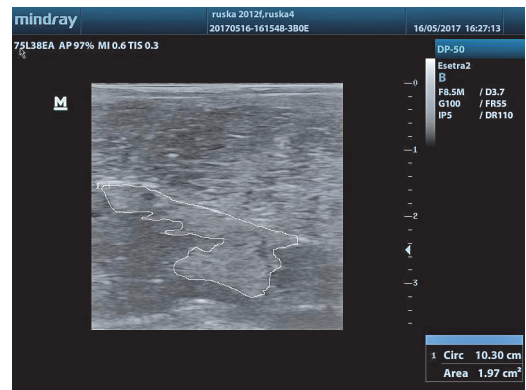 mindray
ruska 2012f,ruska4
20170516-161548-3B0E
16/05/2017 16:27:13
75L38EA AP 97% MI 0.6 TIS 0.3
DP-50
Esetra2
B
F8.5M / D3.7
G100 / FR55
IP5 / DR110
M
0
1
2
3
1
1 Circ 10.30 cm
Area 1.97 cm²